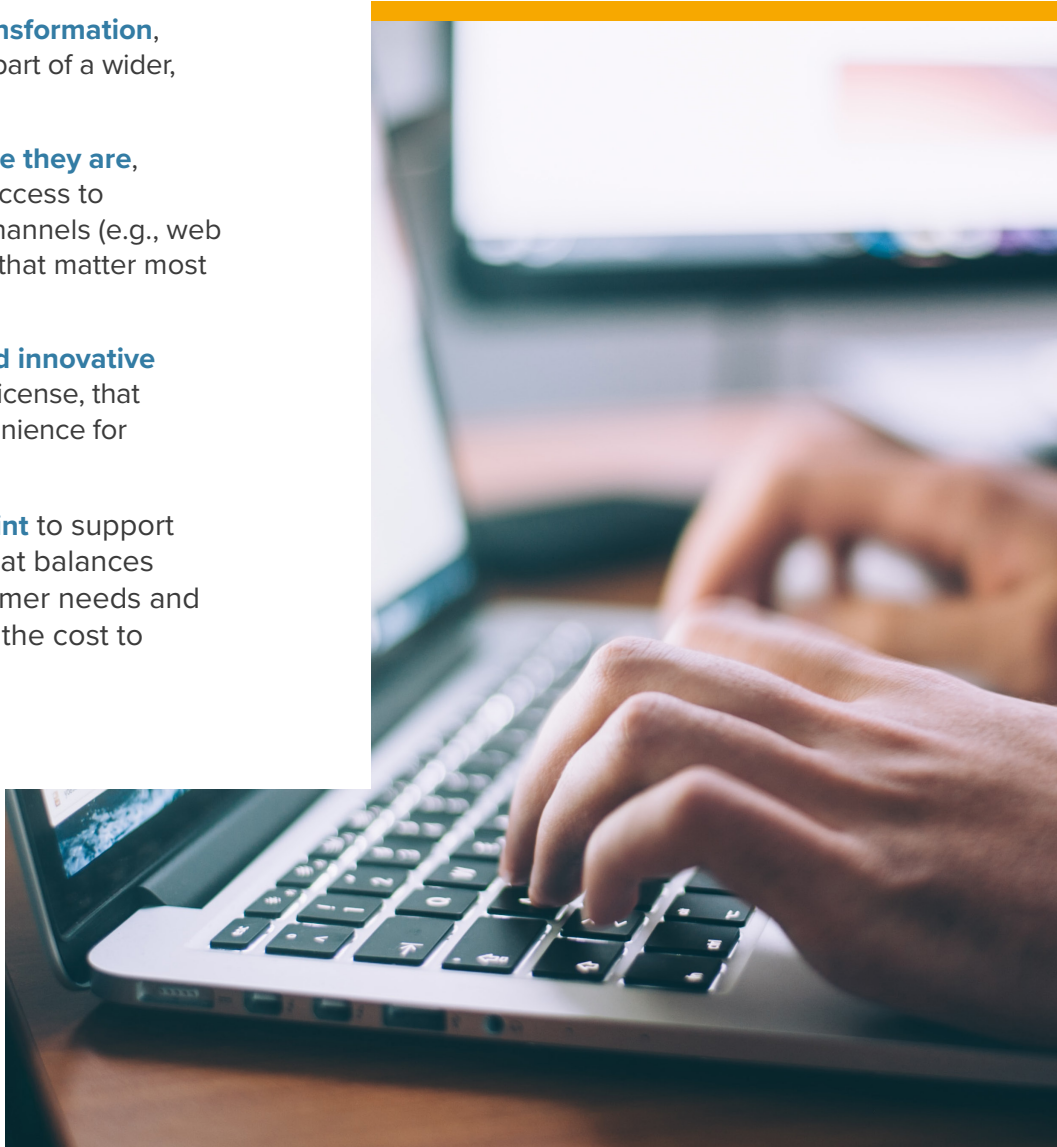 nsformation,
part of a wider,
e they are,
ccess to
hannels (e.g., web
that matter most
d innovative
icense, that
nience for
int to support
at balances
mer needs and
the cost to